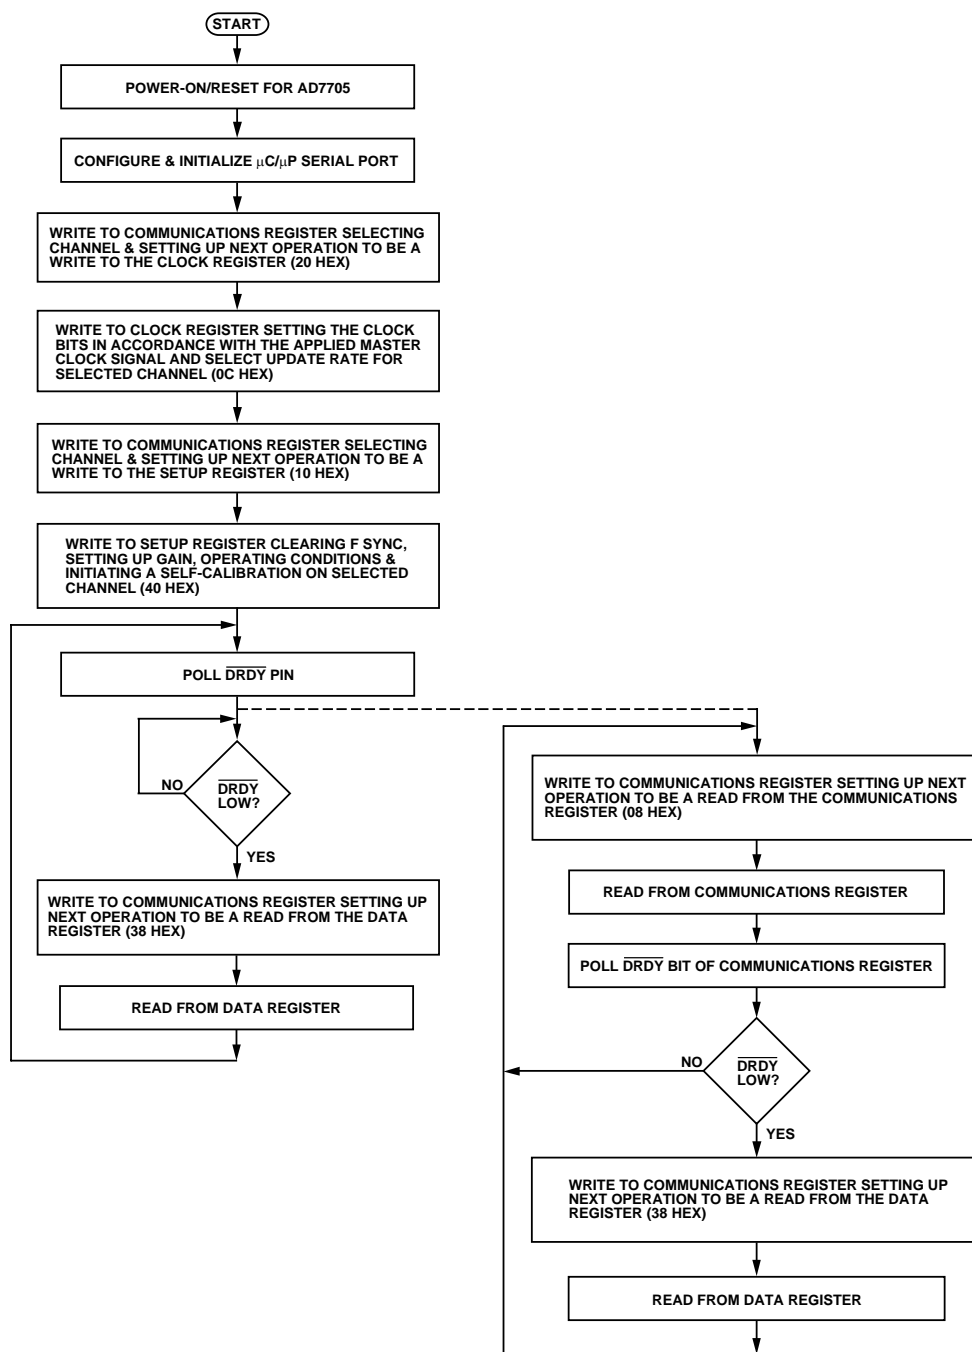 START
POWER-ON/RESET FOR AD7705
CONFIGURE & INITIALIZE μC/μP SERIAL PORT
WRITE TO COMMUNICATIONS REGISTER SELECTING
CHANNEL & SETTING UP NEXT OPERATION TO BE A
WRITE TO THE CLOCK REGISTER (20 HEX)
WRITE TO CLOCK REGISTER SETTING THE CLOCK
BITS IN ACCORDANCE WITH THE APPLIED MASTER
CLOCK SIGNAL AND SELECT UPDATE RATE FOR
SELECTED CHANNEL (0C HEX)
WRITE TO COMMUNICATIONS REGISTER SELECTING
CHANNEL & SETTING UP NEXT OPERATION TO BE A
WRITE TO THE SETUP REGISTER (10 HEX)
WRITE TO SETUP REGISTER CLEARING F SYNC,
SETTING UP GAIN, OPERATING CONDITIONS &
INITIATING A SELF-CALIBRATION ON SELECTED
CHANNEL (40 HEX)
POLL DRDY PIN
DRDY
LOW?
NO
YES
WRITE TO COMMUNICATIONS REGISTER SETTING UP
NEXT OPERATION TO BE A READ FROM THE DATA
REGISTER (38 HEX)
READ FROM DATA REGISTER
WRITE TO COMMUNICATIONS REGISTER SETTING UP NEXT
OPERATION TO BE A READ FROM THE COMMUNICATIONS
REGISTER (08 HEX)
READ FROM COMMUNICATIONS REGISTER
POLL DRDY BIT OF COMMUNICATIONS REGISTER
NO
DRDY
LOW?
YES
WRITE TO COMMUNICATIONS REGISTER SETTING UP
NEXT OPERATION TO BE A READ FROM THE DATA
REGISTER (38 HEX)
READ FROM DATA REGISTER